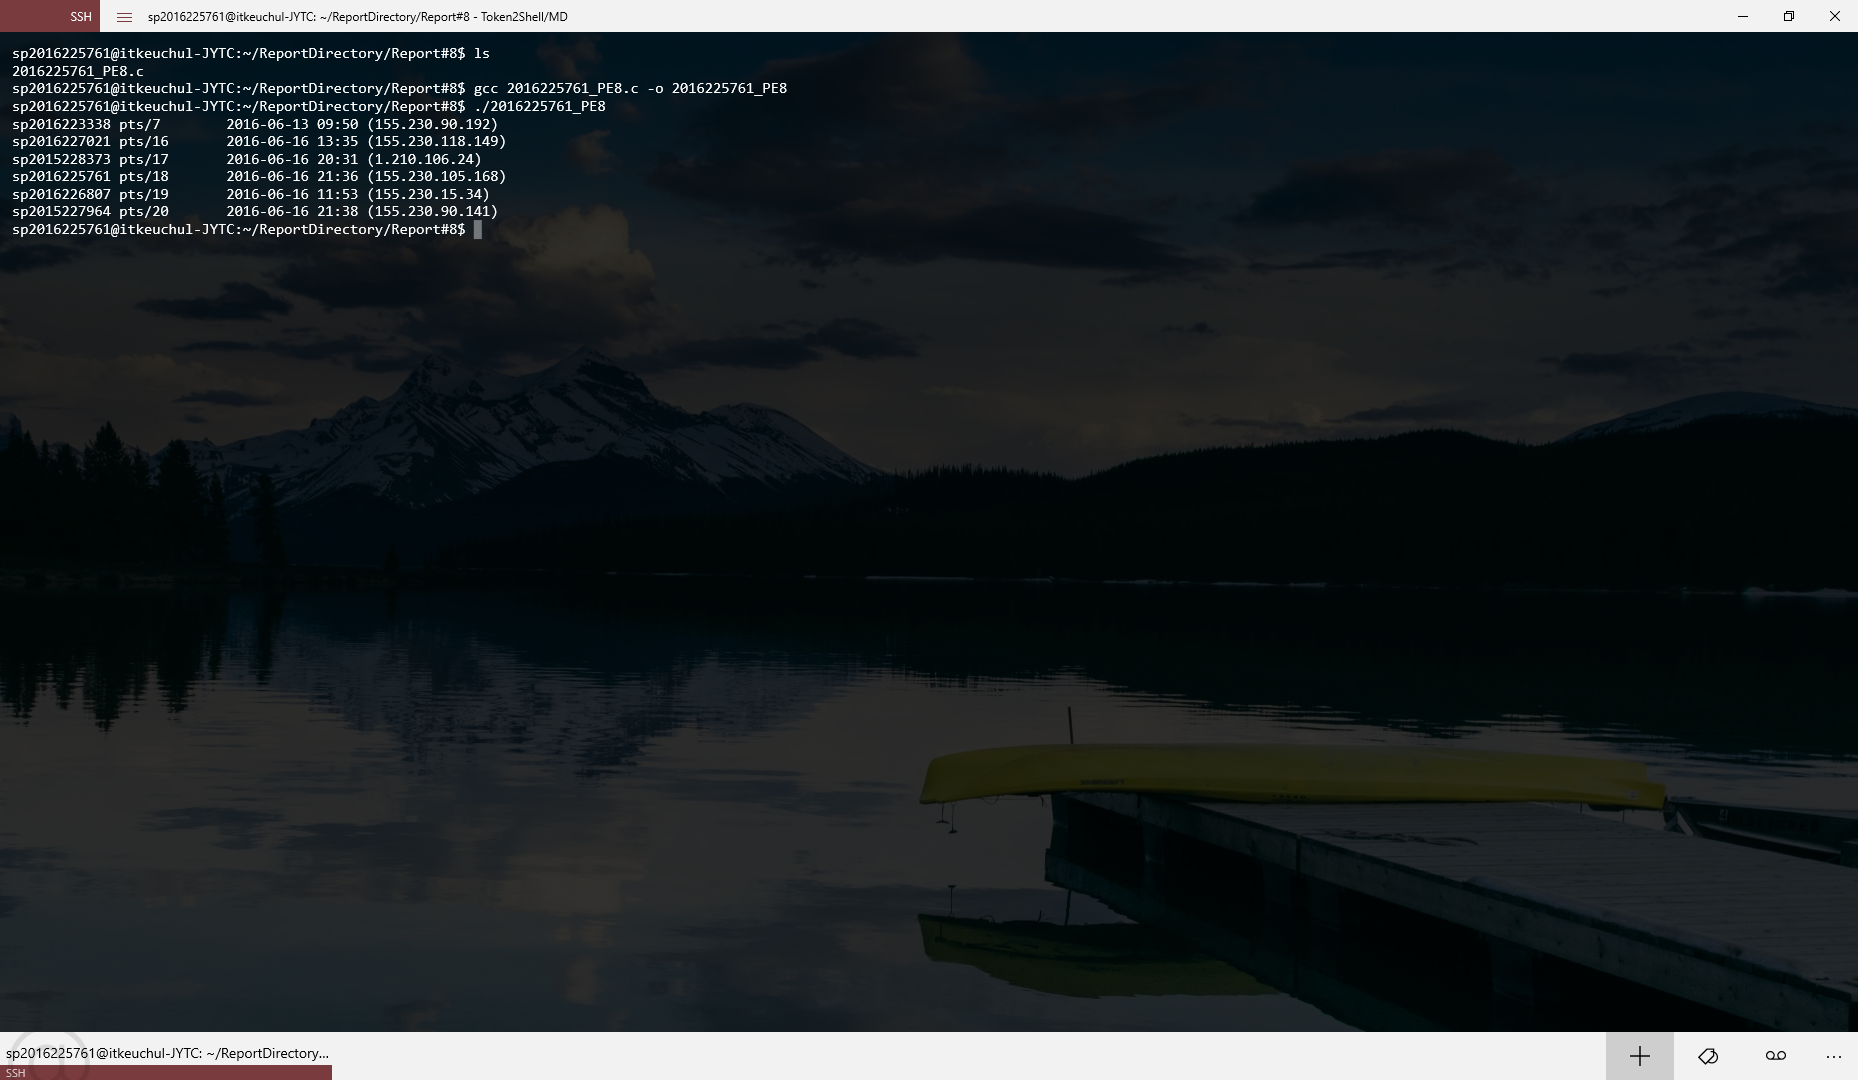 SSH
sp2016225761@itkeuchul-JYTC: ~/ReportDirectory/Report#8 - Token2Shell/MD
sp2016225761@itkeuchul-JYTC:~/ReportDirectory/Report#8$ ls
2016225761_PE8.c
sp2016225761@itkeuchul-JYTC:~/ReportDirectory/Report#8$ gcc 2016225761_PE8.c -o 2016225761_PE8
sp2016225761@itkeuchul-JYTC:~/ReportDirectory/Report#8$ ./2016225761_PE8
sp2016223338 pts/7        2016-06-13 09:50 (155.230.90.192)
sp2016227021 pts/16       2016-06-16 13:35 (155.230.118.149)
sp2015228373 pts/17       2016-06-16 20:31 (1.210.106.24)
sp2016225761 pts/18       2016-06-16 21:36 (155.230.105.168)
sp2016226807 pts/19       2016-06-16 11:53 (155.230.15.34)
sp2015227964 pts/20       2016-06-16 21:38 (155.230.90.141)
sp2016225761@itkeuchul-JYTC:~/ReportDirectory/Report#8$
sp2016225761@itkeuchul-JYTC: ~/ReportDirectory...
SSH